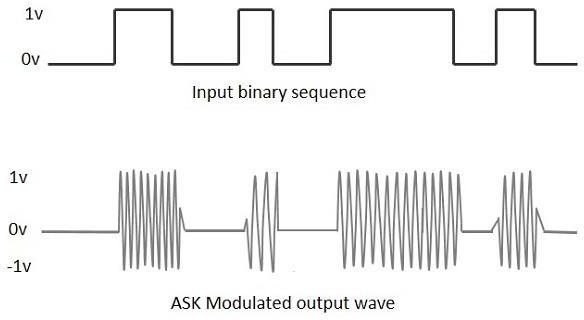 1v
0v
Input binary sequence
1v
0v
-1v
ASK Modulated output wave